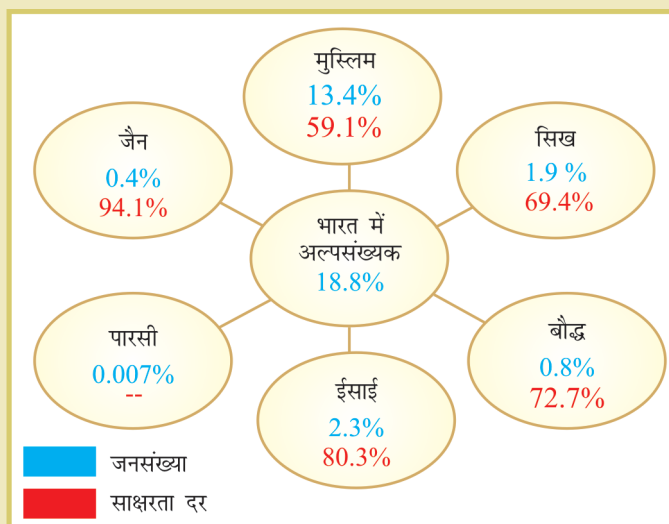 मुस्लिम
13.4%
59.1%
जैन
0.4%
94.1%
सिख
1.9 %
69.4%
भारत में
अल्पसंख्यक
18.8%
पारसी
0.007%
--
ईसाई
2.3%
80.3%
बौद्ध
0.8%
72.7%
जनसंख्या
साक्षरता दर